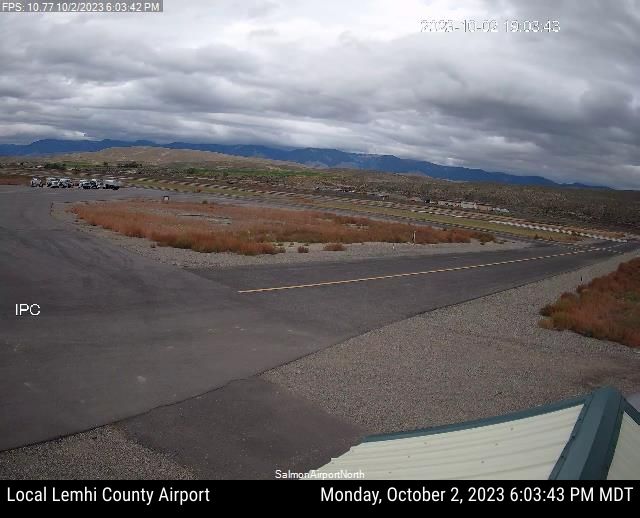 FPS: 10.77 10/2/2023 6:03:42 PM
2023-10-02 19:03:43
IPC
SalmonAirportNorth
Local Lemhi County Airport
Monday, October 2, 2023 6:03:43 PM MDT